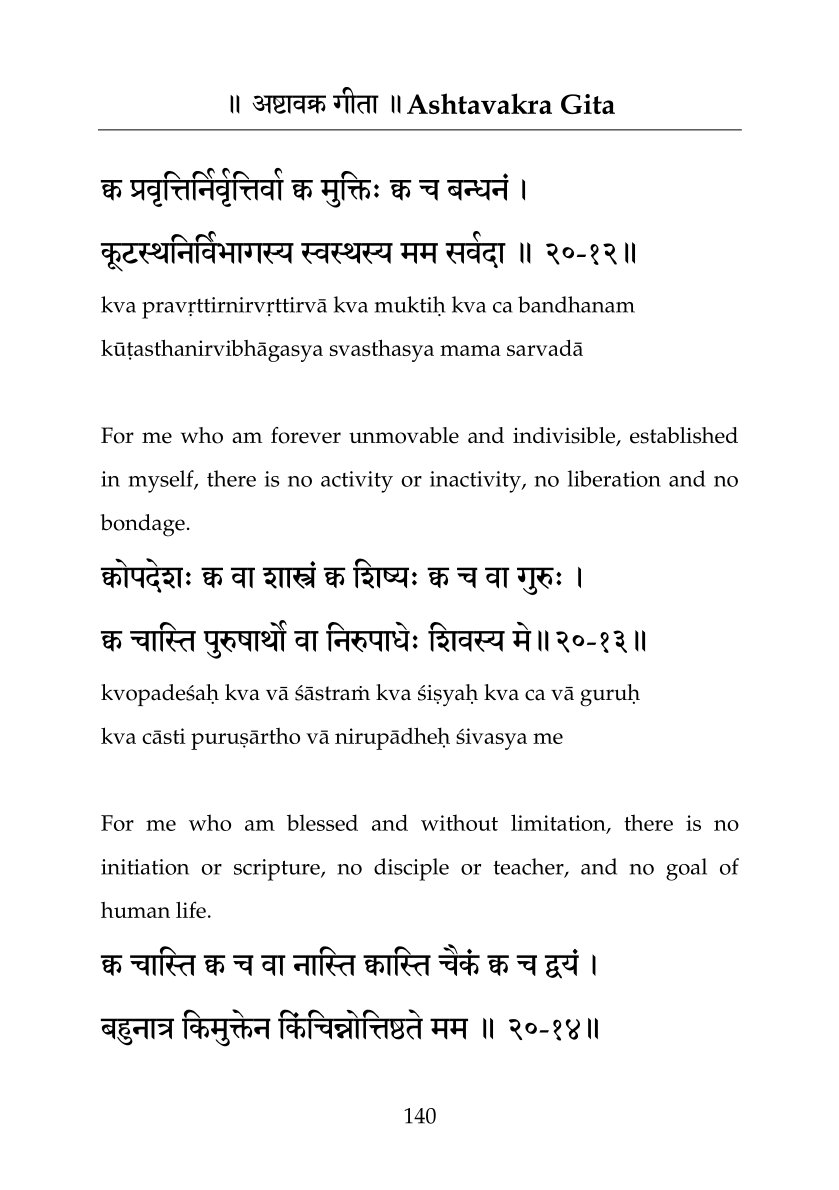 ॥ अष्टावक्र गीता ॥ Ashtavakra Gita
क्व प्रवृत्तिर्निर्वृत्तिर्वा क्व मुक्तिः क्व च बन्धनं ।
कूटस्थनिर्विभागस्य स्वस्थस्य मम सर्वदा ॥ २०-१२॥
kva pravṛttirnirvṛttirvā kva muktiḥ kva ca bandhanam
kūṭasthanirvibhāgasya svasthasya mama sarvadā
For me who am forever unmovable and indivisible, established
in myself, there is no activity or inactivity, no liberation and no
bondage.
क्वोपदेशः क्व वा शास्त्रं क्व शिष्यः क्व च वा गुरुः ।
क्व चास्ति पुरुषार्थो वा निरुपाधेः शिवस्य मे॥ २०-१३॥
kvopadeśaḥ kva vā śāstraṁ kva śiṣyaḥ kva ca vā guruḥ
kva cāsti puruṣārtho vā nirupādheḥ śivasya me
For me who am blessed and without limitation, there is no
initiation or scripture, no disciple or teacher, and no goal of
human life.
क्व चास्ति क्व च वा नास्ति क्वास्ति चैकं क्व च द्वयं ।
बहुनात्र किमुक्तेन किंचिन्नोत्तिष्ठते मम ॥ २०-१४॥
140